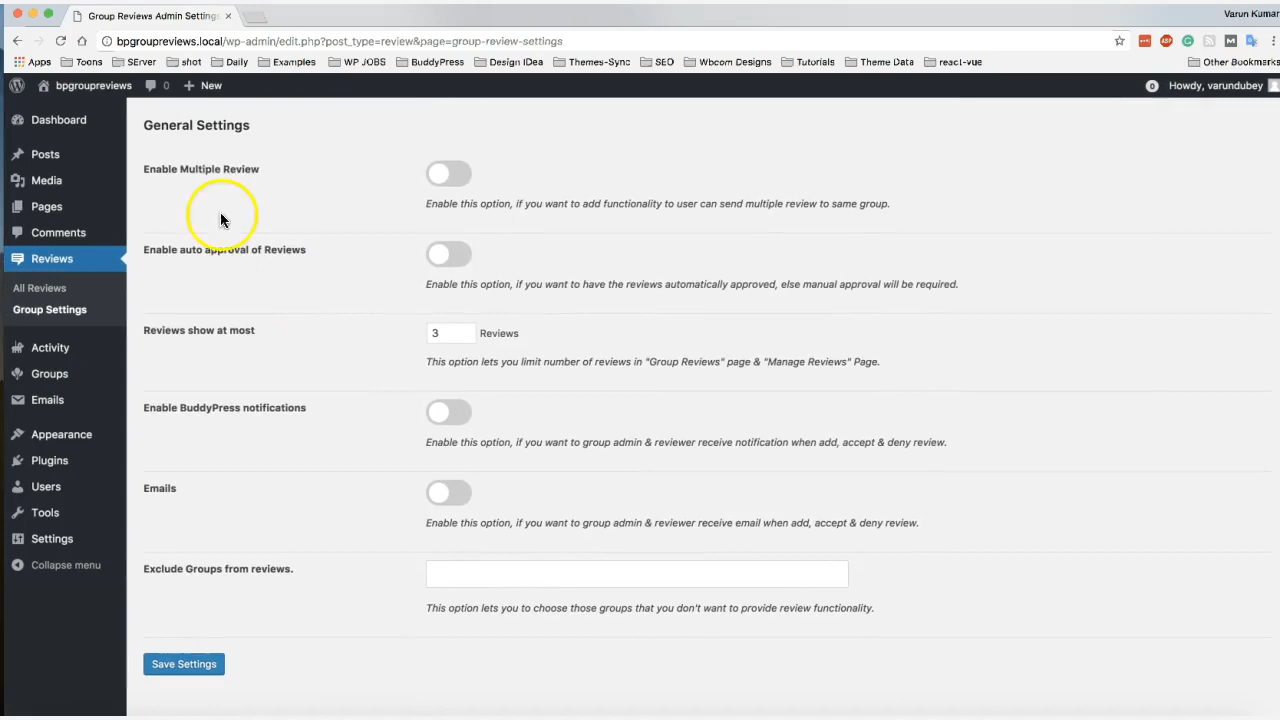 Group Reviews Admin Settings
Varun Kumar
bpgroupreviews.local/wp-admin/edit.php?post_type=review&page=group-review-settings
Apps Toons SErver shot Daily Examples WP JOBS BuddyPress Design IDea Themes-Sync SEO Wbcom Designs Tutorials Theme Data react-vue Other Bookmarks
bpgroupreviews 0 New 0 Howdy, varundubey
Dashboard
Posts
Media
Pages
Comments
Reviews
All Reviews
Group Settings
Activity
Groups
Emails
Appearance
Plugins
Users
Tools
Settings
Collapse menu
General Settings
Enable Multiple Review
Enable this option, if you want to add functionality to user can send multiple review to same group.
Enable auto approval of Reviews
Enable this option, if you want to have the reviews automatically approved, else manual approval will be required.
Reviews show at most
3 Reviews
This option lets you limit number of reviews in "Group Reviews" page & "Manage Reviews" Page.
Enable BuddyPress notifications
Enable this option, if you want to group admin & reviewer receive notification when add, accept & deny review.
Emails
Enable this option, if you want to group admin & reviewer receive email when add, accept & deny review.
Exclude Groups from reviews.
This option lets you to choose those groups that you don't want to provide review functionality.
Save Settings